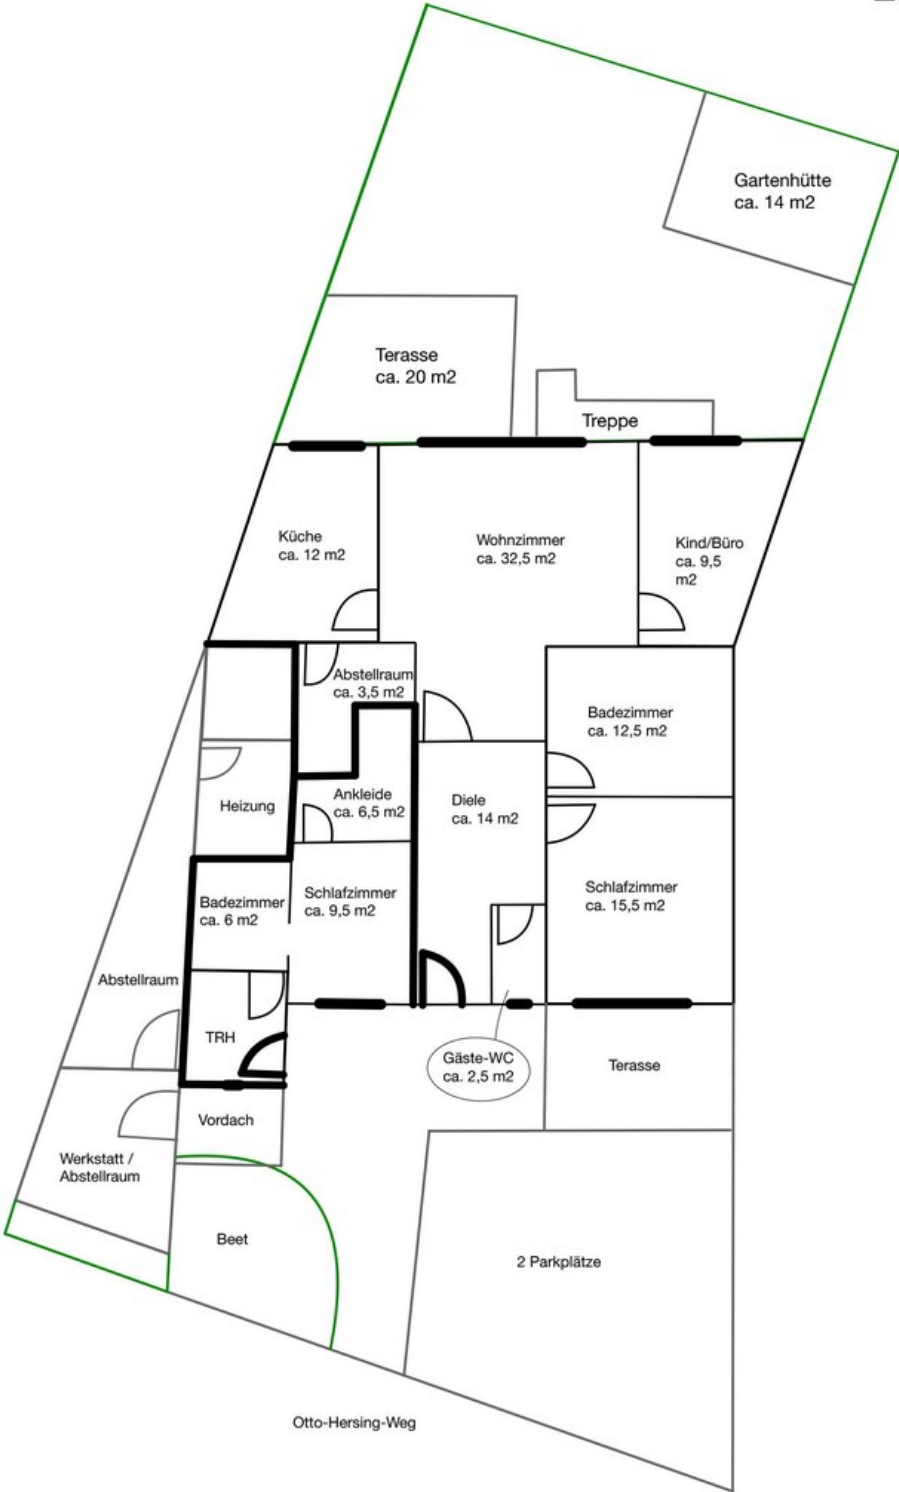 Gartenhütte
ca. 14 m2
Terasse
ca. 20 m2
Treppe
Küche
ca. 12 m2
Wohnzimmer
ca. 32,5 m2
Kind/Büro
ca. 9,5
m2
Abstellraum
ca. 3,5 m2
Badezimmer
ca. 12,5 m2
Heizung
Ankleide
ca. 6,5 m2
Diele
ca. 14 m2
Badezimmer
ca. 6 m2
Schlafzimmer
ca. 9,5 m2
Schlafzimmer
ca. 15,5 m2
Abstellraum
TRH
Gäste-WC
ca. 2,5 m2
Terasse
Vordach
Werkstatt /
Abstellraum
Beet
2 Parkplätze
Otto-Hersing-Weg